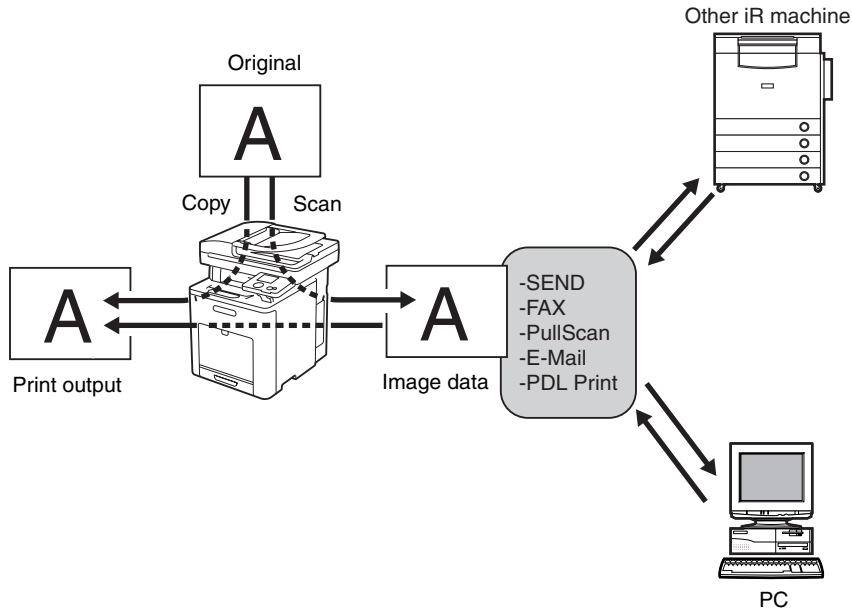 Other iR machine
Original
A
Copy
Scan
A
A
-SEND
-FAX
-PullScan
-E-Mail
-PDL Print
Print output
Image data
PC